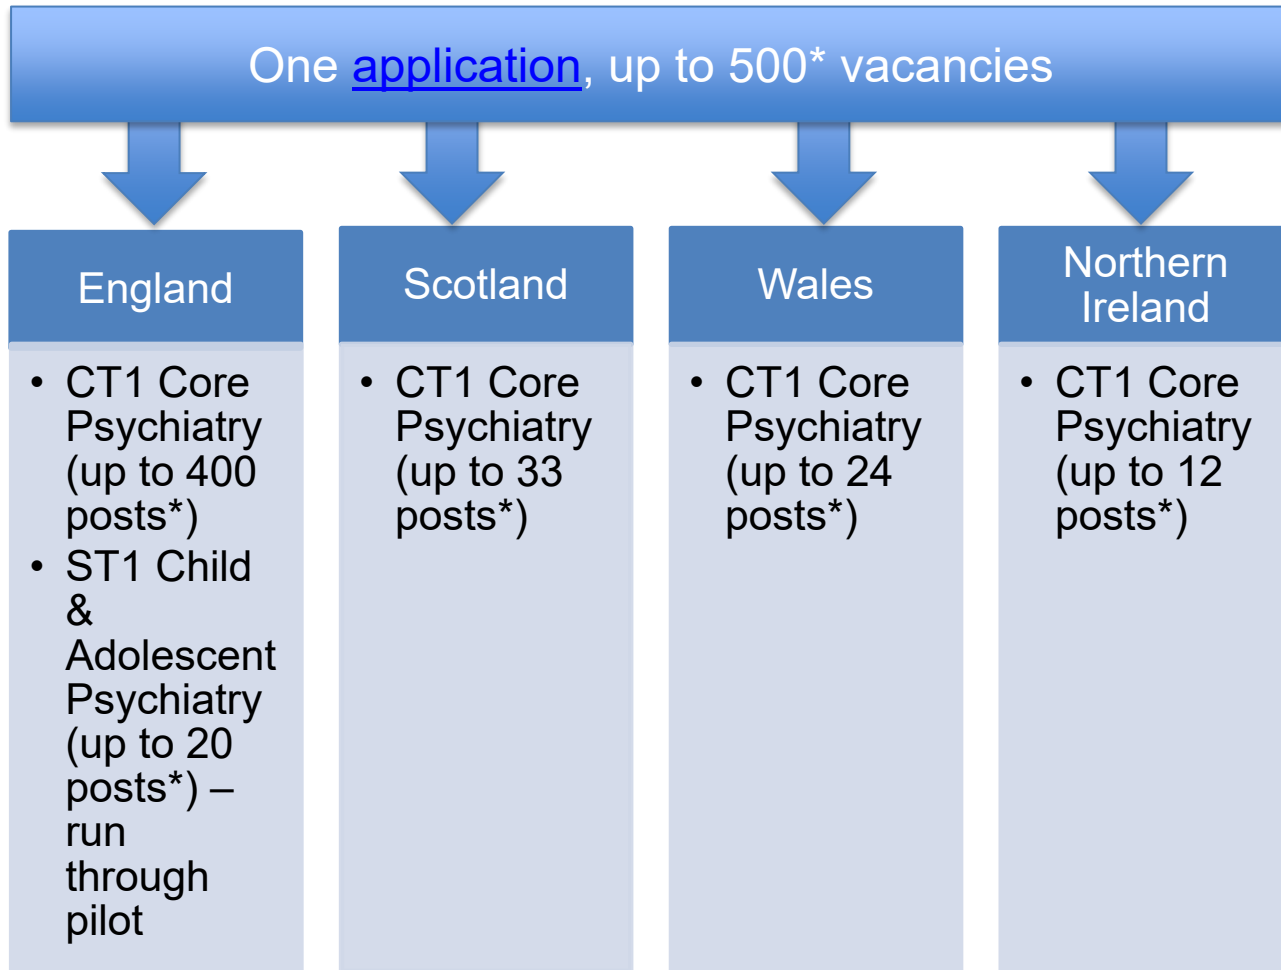 One application, up to 500* vacancies
England
• CT1 Core
Psychiatry
(up to 400
posts*)
• ST1 Child
&
Adolescent
Psychiatry
(up to 20
posts*) –
run
through
pilot
Scotland
• CT1 Core
Psychiatry
(up to 33
posts*)
Wales
• CT1 Core
Psychiatry
(up to 24
posts*)
Northern
Ireland
• CT1 Core
Psychiatry
(up to 12
posts*)